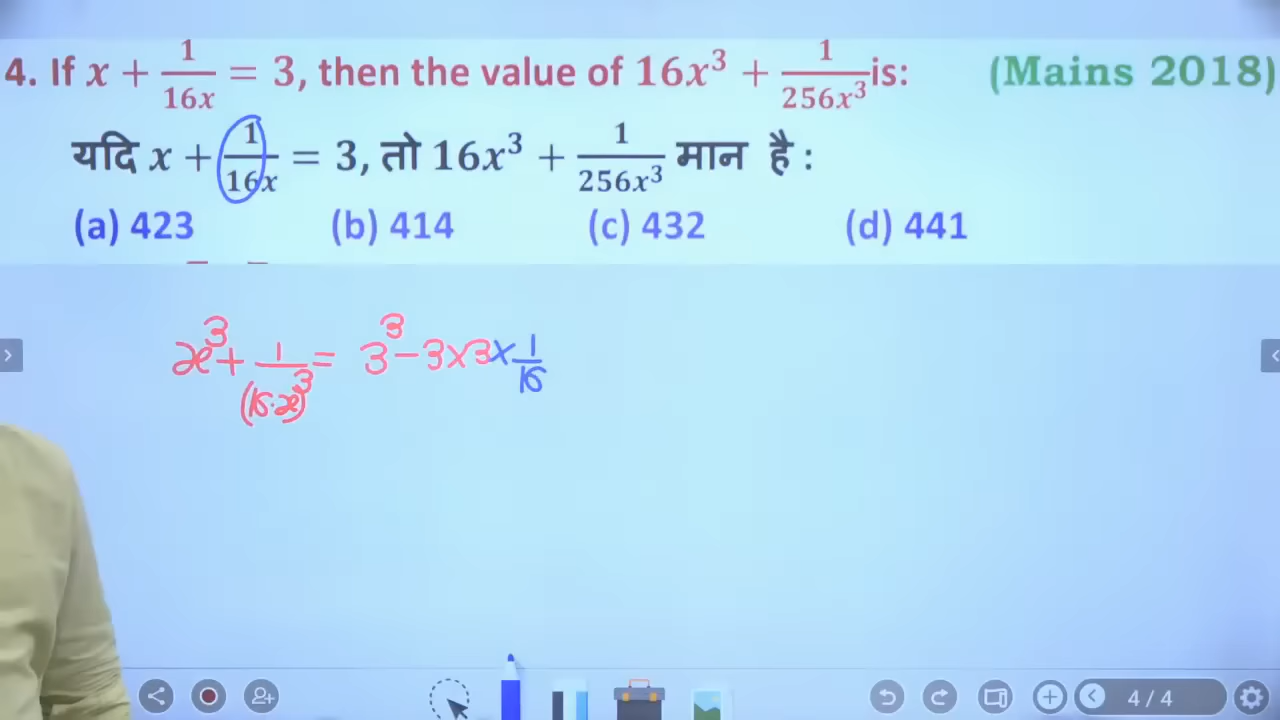 4. If x + 1/16x = 3, then the value of 16x³ + 1/256x³ is: (Mains 2018)
यदि x + 1/16x = 3, तो 16x³ + 1/256x³ मान है :
(a) 423 (b) 414 (c) 432 (d) 441
x³ + 1/(16·x)³ = 3³ - 3×3×1/16
4 / 4